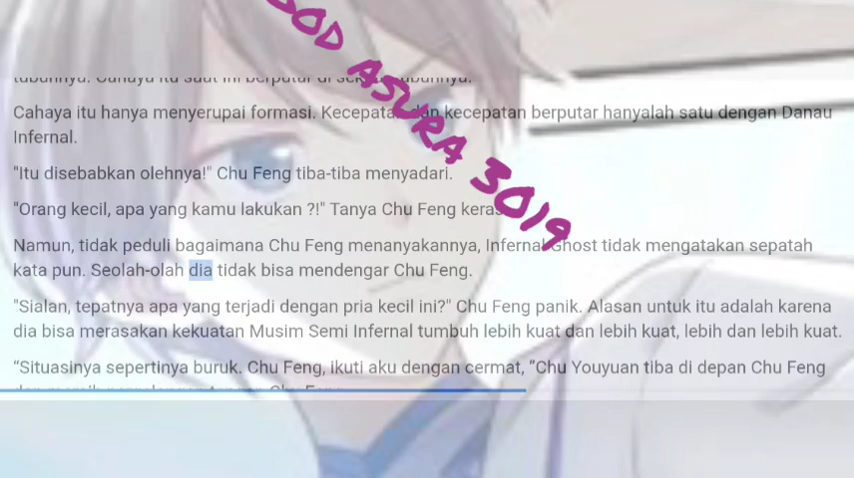 GOD ASURA 3019
Cahaya itu hanya menyerupai formasi. Kecepatan dan kecepatan berputar hanyalah satu dengan Danau
Infernal.
"Itu disebabkan olehnya!" Chu Feng tiba-tiba menyadari.
"Orang kecil, apa yang kamu lakukan ?!" Tanya Chu Feng keras
Namun, tidak peduli bagaimana Chu Feng menanyakannya, Infernal Ghost tidak mengatakan sepatah
kata pun. Seolah-olah dia tidak bisa mendengar Chu Feng.
"Sialan, tepatnya apa yang terjadi dengan pria kecil ini?" Chu Feng panik. Alasan untuk itu adalah karena
dia bisa merasakan kekuatan Musim Semi Infernal tumbuh lebih kuat dan lebih kuat, lebih dan lebih kuat.
“Situasinya sepertinya buruk. Chu Feng, ikuti aku dengan cermat, ”Chu Youyuan tiba di depan Chu Feng